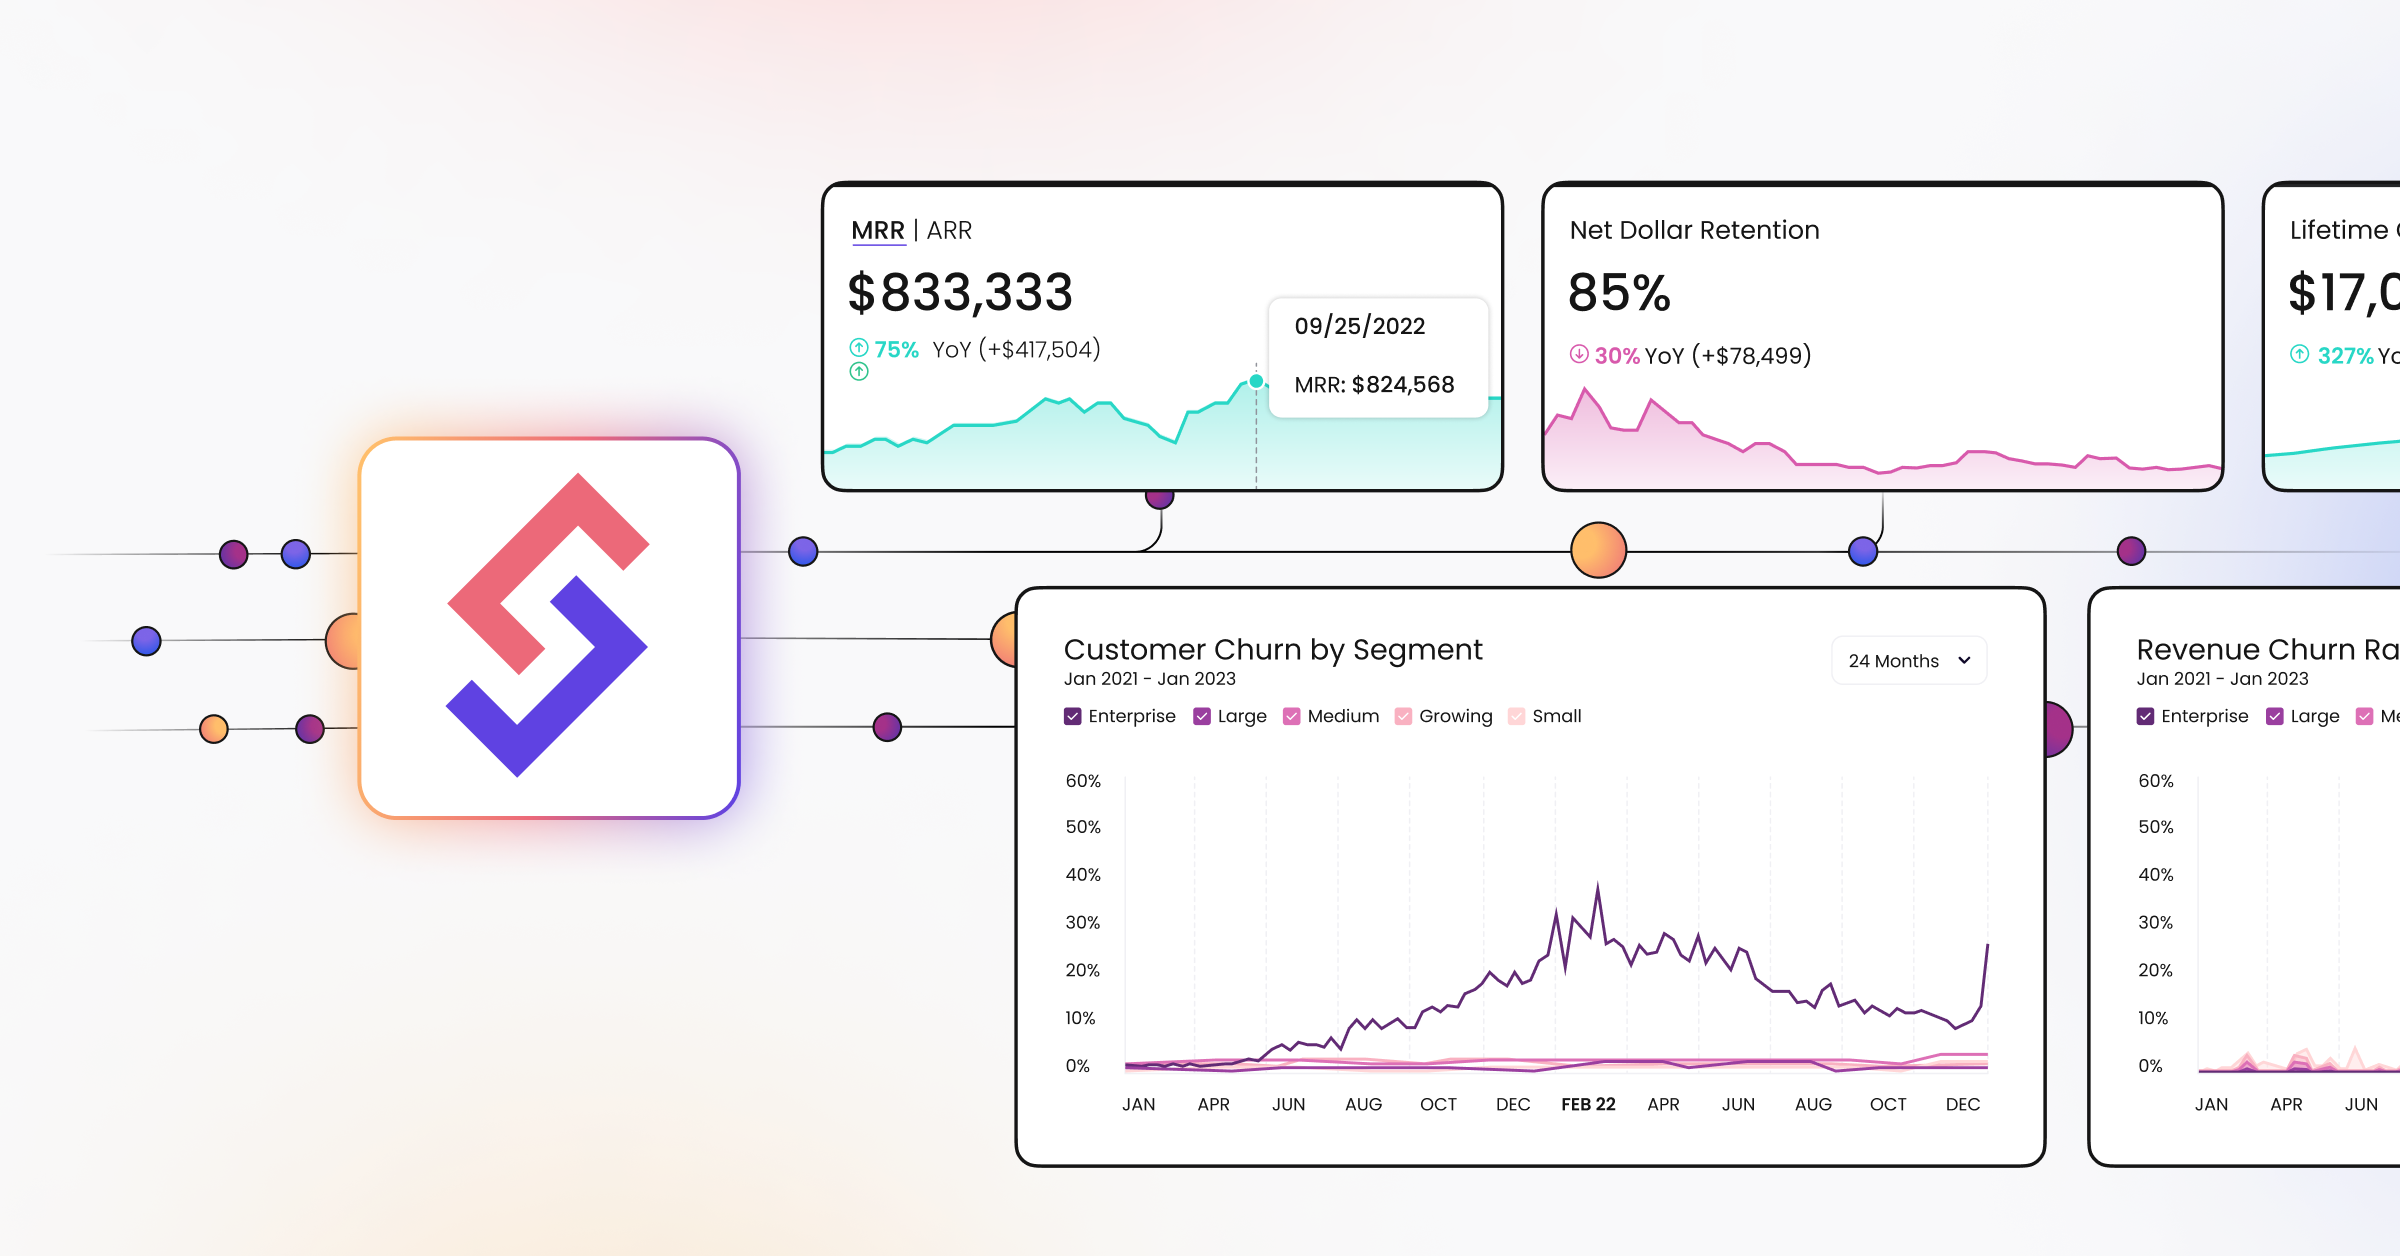 MRR | ARR
$833,333
75% YoY (+$417,504)
09/25/2022
MRR: $824,568
Net Dollar Retention
85%
30% YoY (+$78,499)
Lifetime
$17,0
327% Yo
Customer Churn by Segment
Jan 2021 - Jan 2023
24 Months
Enterprise Large Medium Growing Small
60%
50%
40%
30%
20%
10%
0%
JAN APR JUN AUG OCT DEC FEB 22 APR JUN AUG OCT DEC
Revenue Churn Ra
Jan 2021 - Jan 2023
Enterprise Large Me
60%
50%
40%
30%
20%
10%
0%
JAN APR JUN